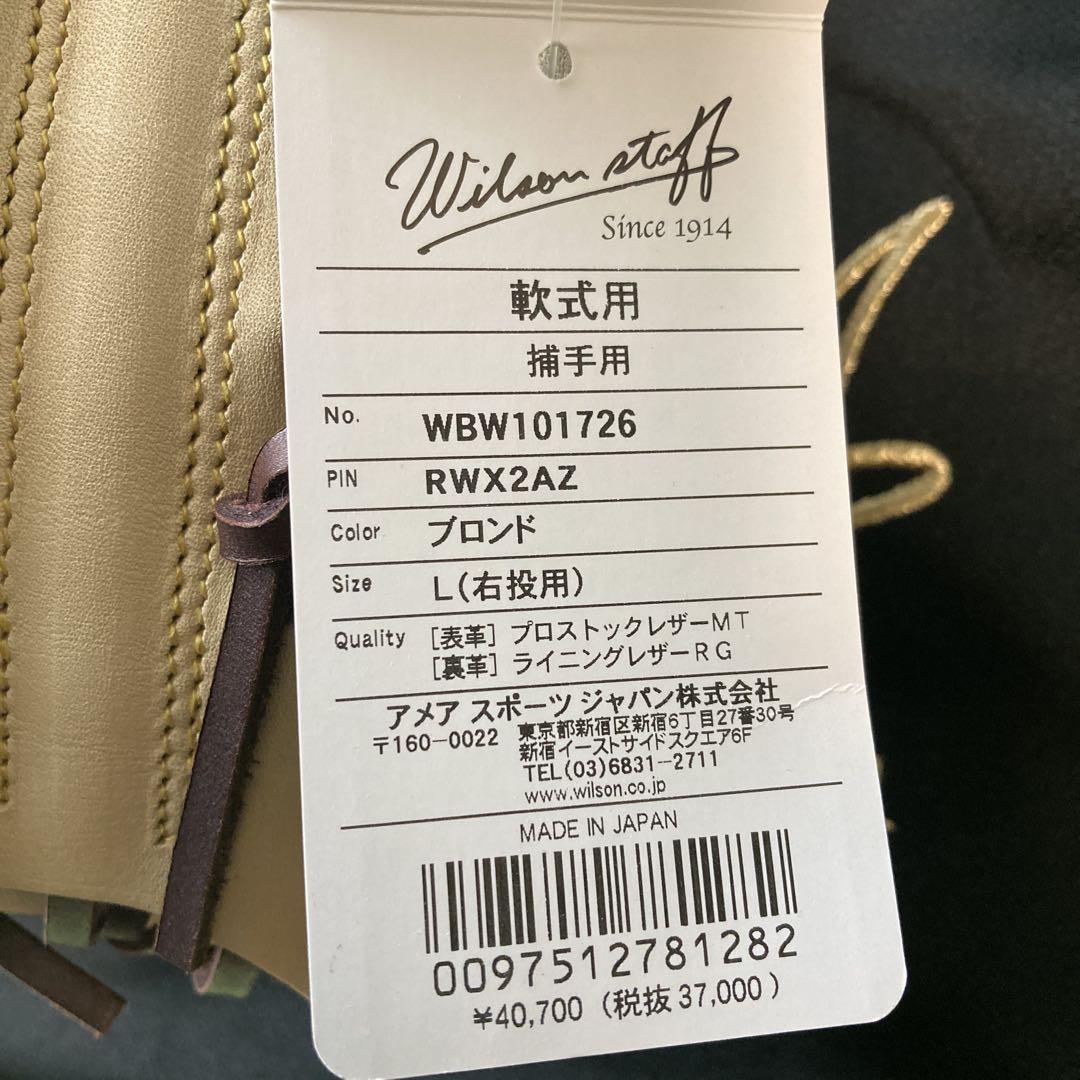 Wilson staff
Since 1914
軟式用
捕手用
No. WBW101726
PIN RWX2AZ
Color ブロンド
Size L(右投用)
Quality [表革] プロストックレザーMT
[裏革] ライニングレザーRG
アメア スポーツ ジャパン株式会社
〒160-0022 東京都新宿区新宿6丁目27番30号
新宿イーストサイドスクエア6F
TEL(03)6831-2711
www.wilson.co.jp
MADE IN JAPAN
0097512781282
¥40,700 (税抜37,000)